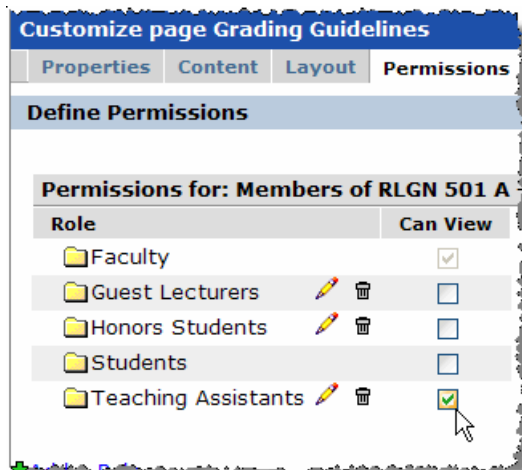 Customize page Grading Guidelines
Properties Content Layout Permissions
Define Permissions
Permissions for: Members of RLGN 501 A
Role Can View
Faculty
Guest Lecturers
Honors Students
Students
Teaching Assistants